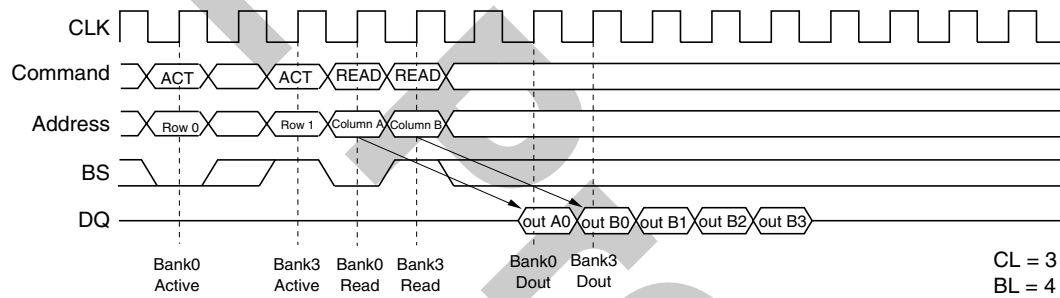 CLK
Command ACT ACT READ READ
Address Row 0 Row 1 Column A Column B
BS
DQ out A0 out B0 out B1 out B2 out B3
Bank0 Active
Bank3 Active
Bank0 Read
Bank3 Read
Bank0 Dout
Bank3 Dout
CL = 3
BL = 4